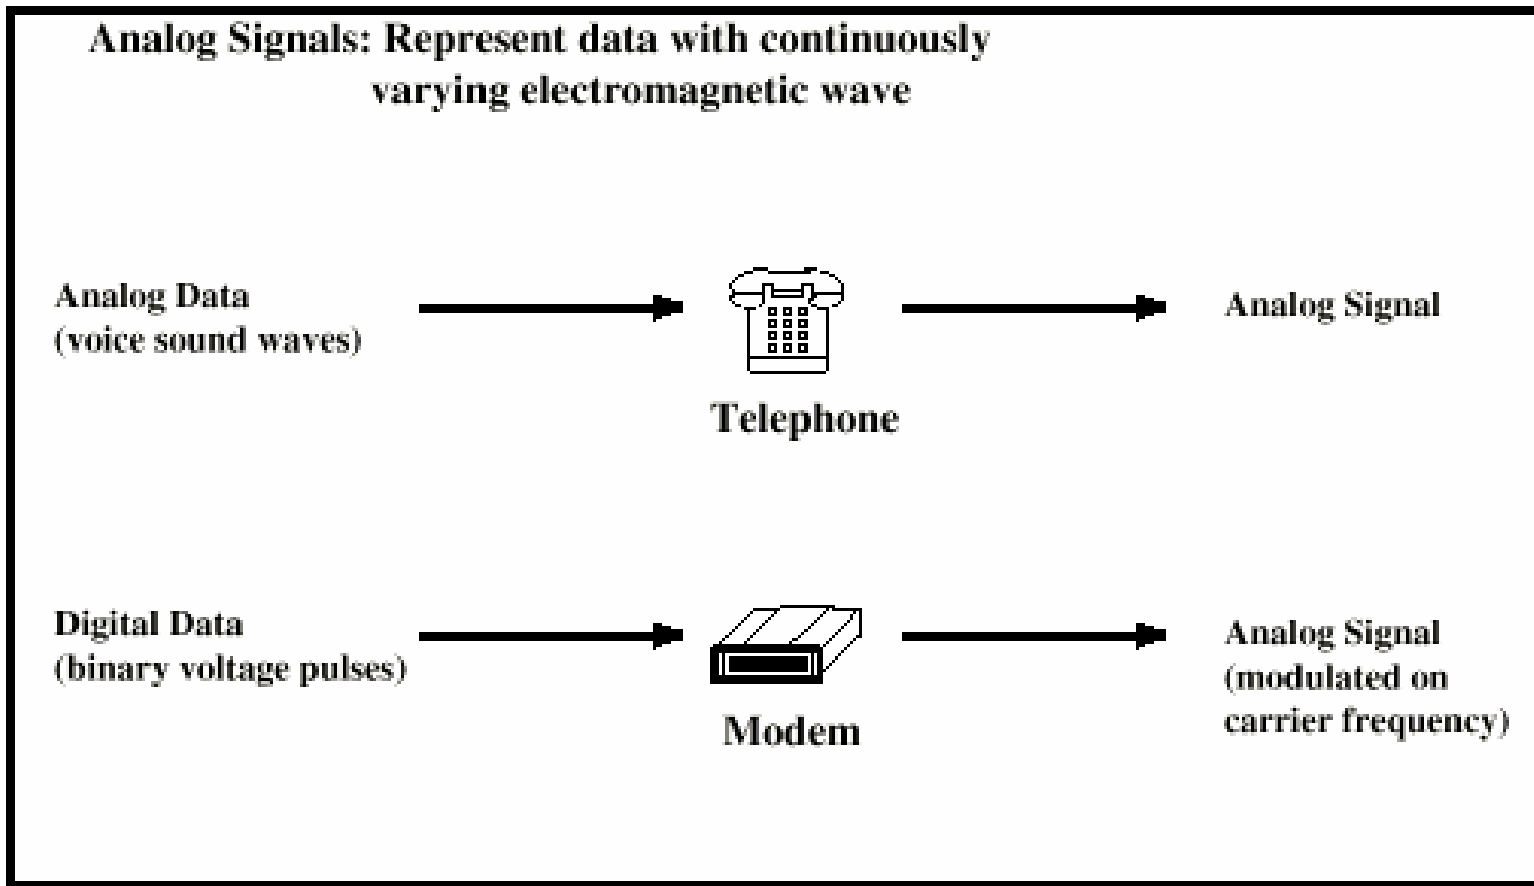 Analog Signals: Represent data with continuously
varying electromagnetic wave
Analog Data
(voice sound waves)
Telephone
Analog Signal
Digital Data
(binary voltage pulses)
Modem
Analog Signal
(modulated on
carrier frequency)